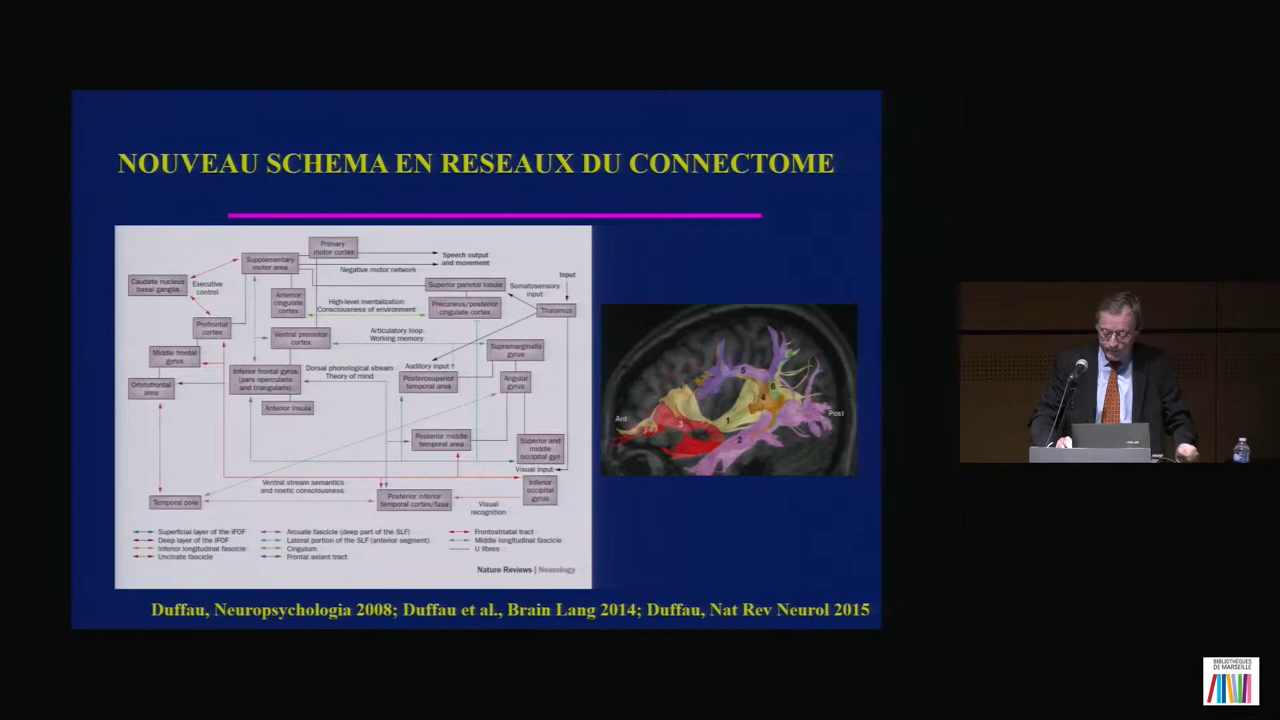 NOUVEAU SCHEMA EN RESEAUX DU CONNECTOME
Primary
motor cortex
Supplementary
motor area
Speech output
and movement
Negative motor network
Input
Caudate nucleus
basal ganglia
Executive
control
Superior parietal lobule
Somatosensory
input
Anterior
cingulate
cortex
High-level mentalization
Consciousness of environment
Precuneus/posterior
cingulate cortex
Thalamus
Prefrontal
cortex
Ventral premotor
cortex
Articulatory loop
Working memory
Supramarginalis
gyrus
Middle frontal
gyrus
Auditory input
Orbitofrontal
area
Inferior frontal gyrus
(pars opercularis
and triangularis)
Dorsal phonological stream
Theory of mind
Posterosuperior
temporal area
Angular
gyrus
Anterior insula
Posterior middle
temporal area
Superior and
middle
occipital gyri
Visual input
Ventral stream semantics
and noetic consciousness
Inferior
occipital
gyrus
Temporal pole
Posterior inferior
temporal cortex/fusa
Visual
recognition
Superficial layer of the IFOF
Deep layer of the IFOF
Inferior longitudinal fascicle
Uncinate fascicle
Arcuate fascicle (deep part of the SLF)
Lateral portion of the SLF (anterior segment)
Cingulum
Frontal aslant tract
Frontostriatal tract
Middle longitudinal fascicle
U fibres
Nature Reviews | Neurology
Ant
Post
5
6
4
1
3
2
Duffau, Neuropsychologia 2008; Duffau et al., Brain Lang 2014; Duffau, Nat Rev Neurol 2015
BIBLIOTHÈQUES
DE MARSEILLE